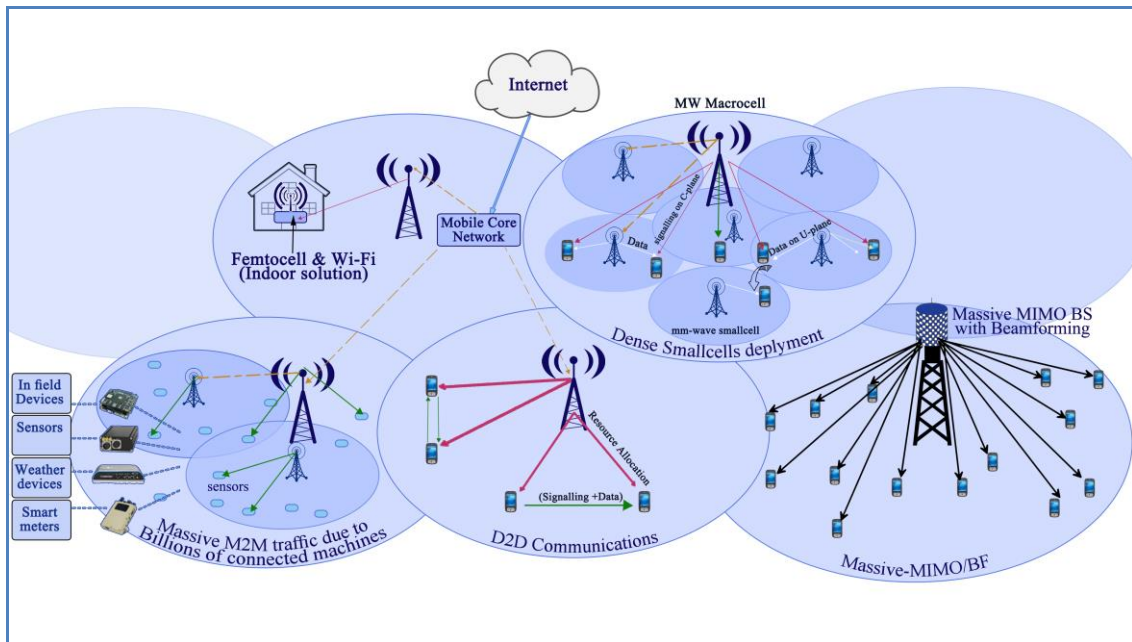 Internet
MW Macrocell
signalling on C-plane
Data
Data on U-plane
mm-wave smallcell
Dense Smallcells deplyment
Mobile Core
Network
Femtocell & Wi-Fi
(Indoor solution)
Massive MIMO BS
with Beamforming
In field
Devices
Sensors
Weather
devices
Smart
meters
sensors
Massive M2M traffic due to
Billions of connected machines
Resource Allocation
(Signalling +Data)
D2D Communications
Massive-MIMO/BF